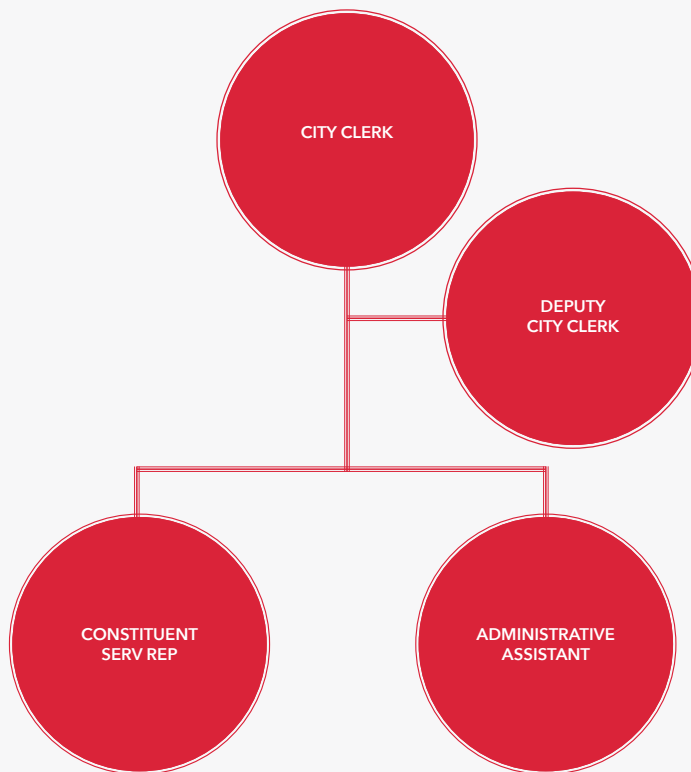 CITY CLERK
DEPUTY
CITY CLERK
CONSTITUENT
SERV REP
ADMINISTRATIVE
ASSISTANT